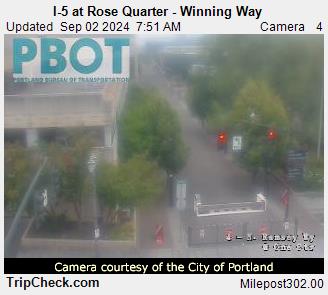 I-5 at Rose Quarter - Winning Way
Updated Sep 02 2024 7:51 AM Camera 4
PBOT
PORTLAND BUREAU OF TRANSPORTATION
Camera courtesy of the City of Portland
TripCheck.com Milepost302.00